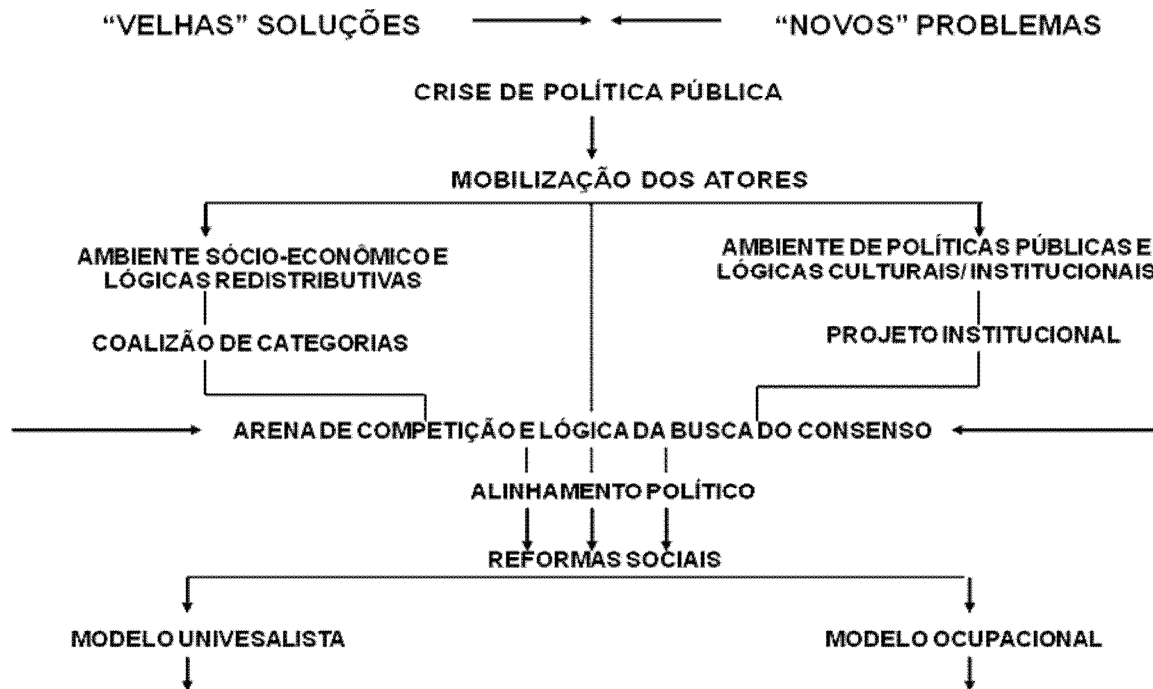 “VELHAS” SOLUÇÕES
“NOVOS” PROBLEMAS
CRISE DE POLÍTICA PÚBLICA
MOBILIZAÇÃO DOS ATORES
AMBIENTE SÓCIO-ECONÔMICO E
LÓGICAS REDISTRIBUTIVAS
AMBIENTE DE POLÍTICAS PÚBLICAS E
LÓGICAS CULTURAIS/INSTITUCIONAIS
COALIZÃO DE CATEGORIAS
PROJETO INSTITUCIONAL
ARENA DE COMPETIÇÃO E LÓGICA DA BUSCA DO CONSENSO
ALINHAMENTO POLÍTICO
REFORMAS SOCIAIS
MODELO UNIVESALISTA
MODELO OCUPACIONAL